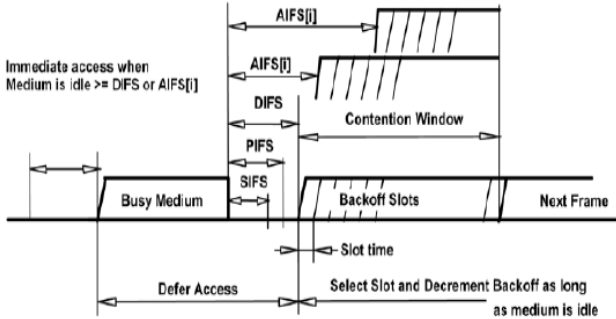 AIFS[i]
Immediate access when
Medium is idle >= DIFS or AIFS[i]
AIFS[i]
DIFS
Contention Window
PIFS
SIFS
Busy Medium
Backoff Slots
Next Frame
Slot time
Defer Access
Select Slot and Decrement Backoff as long
as medium is idle